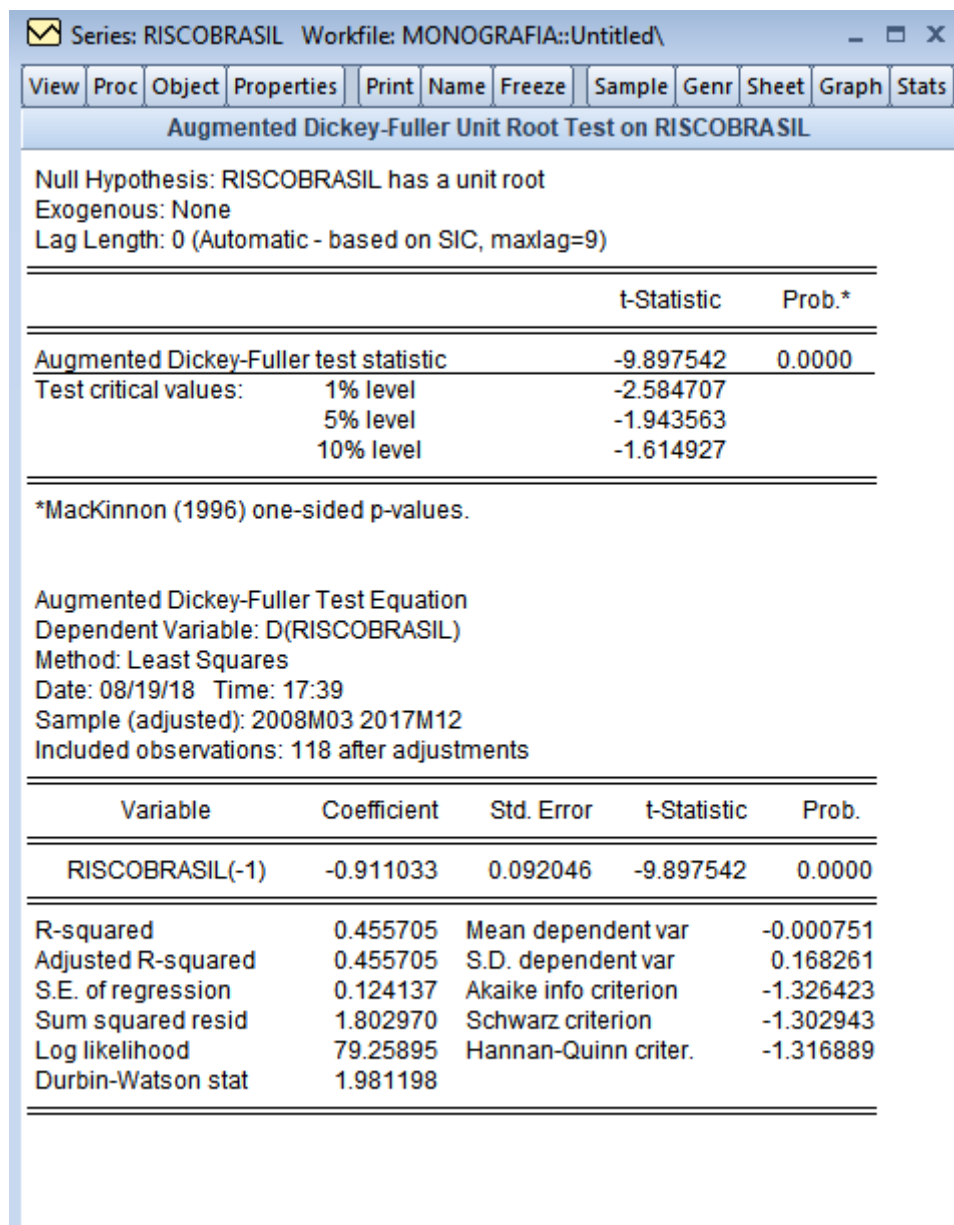 Series: RISCOBRASIL Workfile: MONOGRAFIA::Untitled\
View Proc Object Properties Print Name Freeze Sample Genr Sheet Graph Stats
Augmented Dickey-Fuller Unit Root Test on RISCOBRASIL
Null Hypothesis: RISCOBRASIL has a unit root
Exogenous: None
Lag Length: 0 (Automatic - based on SIC, maxlag=9)
t-Statistic Prob.*
Augmented Dickey-Fuller test statistic -9.897542 0.0000
Test critical values: 1% level -2.584707
5% level -1.943563
10% level -1.614927
*MacKinnon (1996) one-sided p-values.
Augmented Dickey-Fuller Test Equation
Dependent Variable: D(RISCOBRASIL)
Method: Least Squares
Date: 08/19/18 Time: 17:39
Sample (adjusted): 2008M03 2017M12
Included observations: 118 after adjustments
Variable Coefficient Std. Error t-Statistic Prob.
RISCOBRASIL(-1) -0.911033 0.092046 -9.897542 0.0000
R-squared 0.455705 Mean dependent var -0.000751
Adjusted R-squared 0.455705 S.D. dependent var 0.168261
S.E. of regression 0.124137 Akaike info criterion -1.326423
Sum squared resid 1.802970 Schwarz criterion -1.302943
Log likelihood 79.25895 Hannan-Quinn criter. -1.316889
Durbin-Watson stat 1.981198